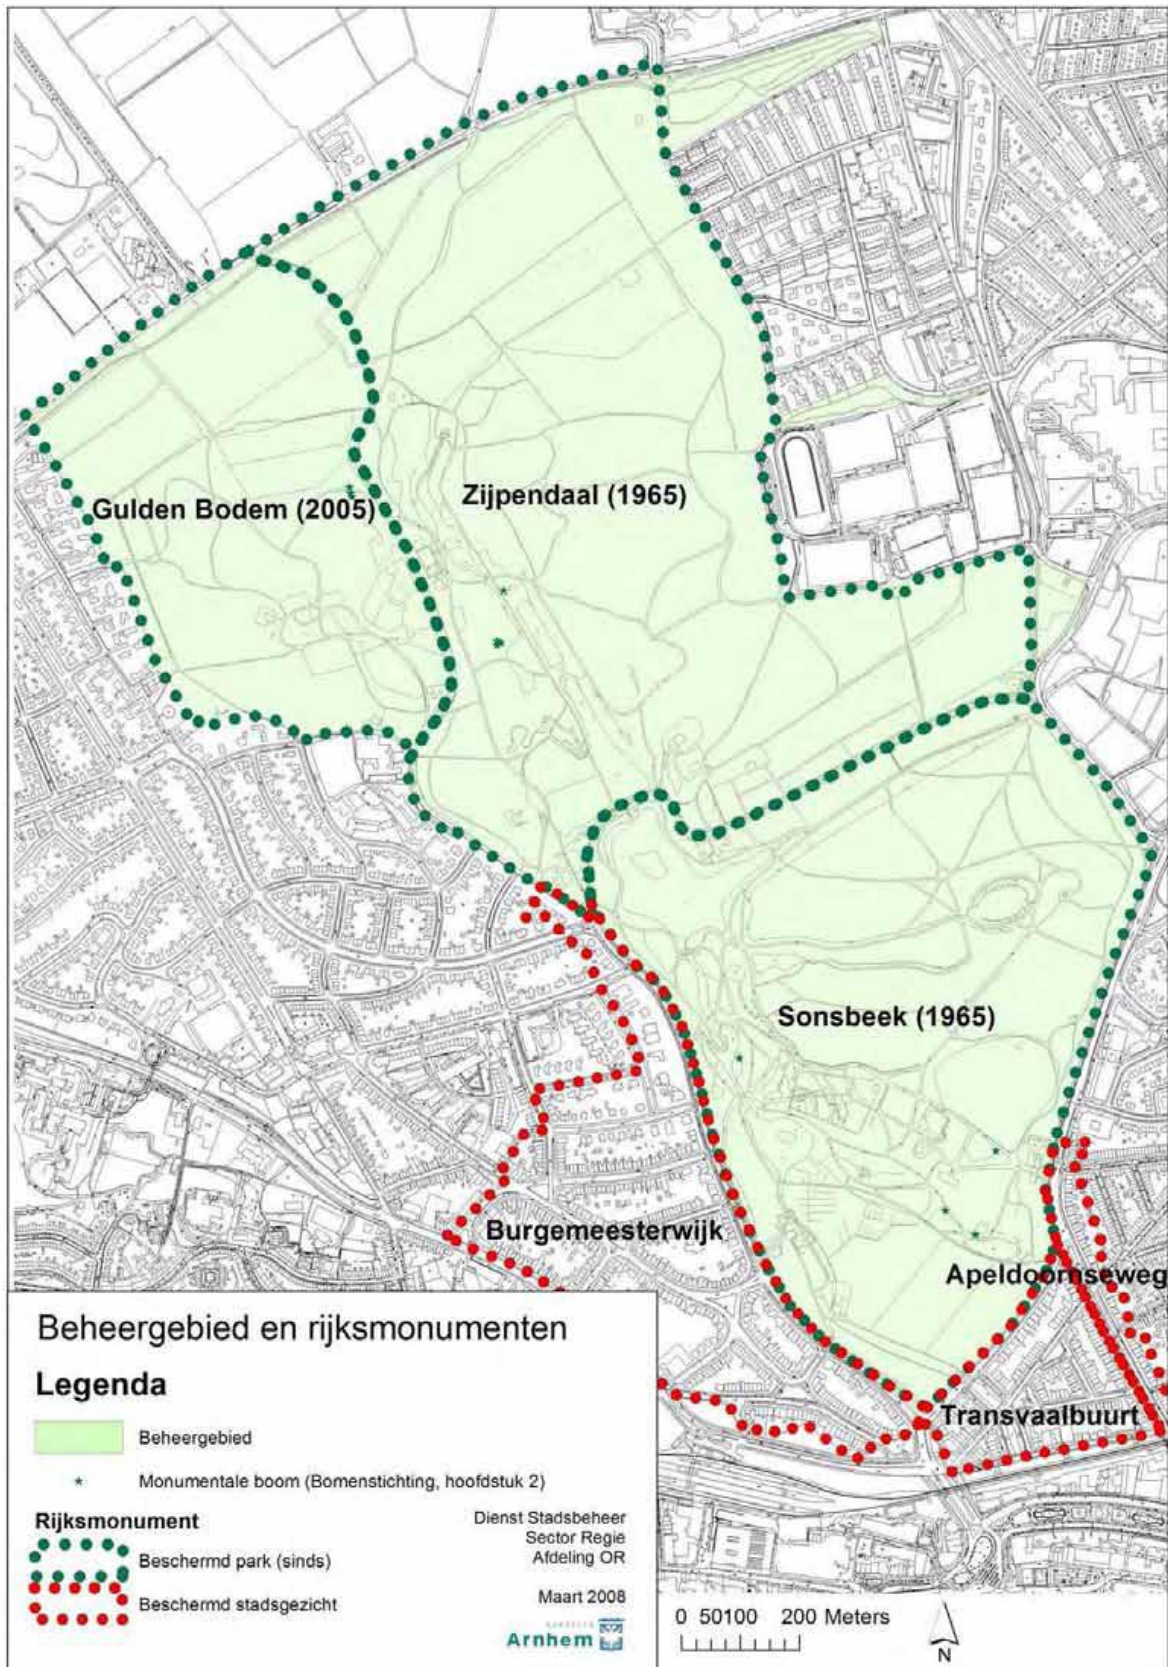 Gulden Bodem (2005)
Zijpendaal (1965)
Sonsbeek (1965)
Burgemeesterwijk
Apeldoornseweg
Transvaalbuurt
Beheergebied en rijksmonumenten
Legenda
Beheergebied
Monumentale boom (Bomenstichting, hoofdstuk 2)
Rijksmonument
Beschermd park (sinds)
Beschermd stadsgezicht
Dienst Stadsbeheer
Sector Regie
Afdeling OR
Maart 2008
Arnhem
0 50100 200 Meters
N